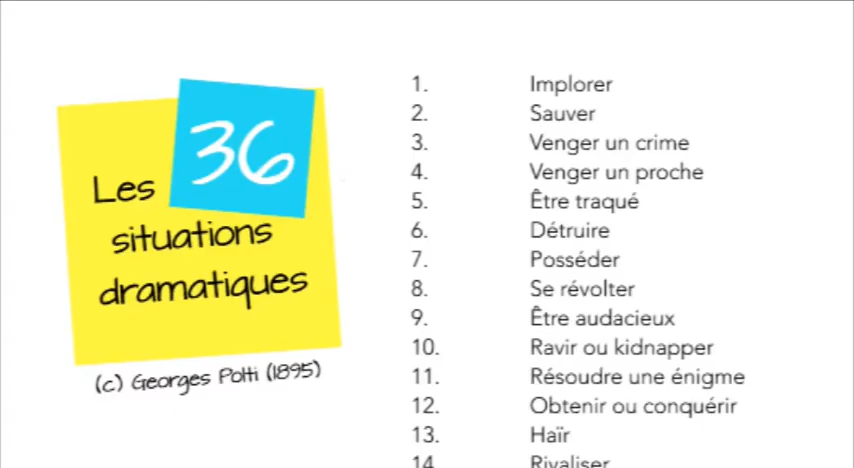 Les 36
situations
dramatiques
(c) Georges Polti (1895)
1. Implorer
2. Sauver
3. Venger un crime
4. Venger un proche
5. Être traqué
6. Détruire
7. Posséder
8. Se révolter
9. Être audacieux
10. Ravir ou kidnapper
11. Résoudre une énigme
12. Obtenir ou conquérir
13. Haïr
14. Rivaliser